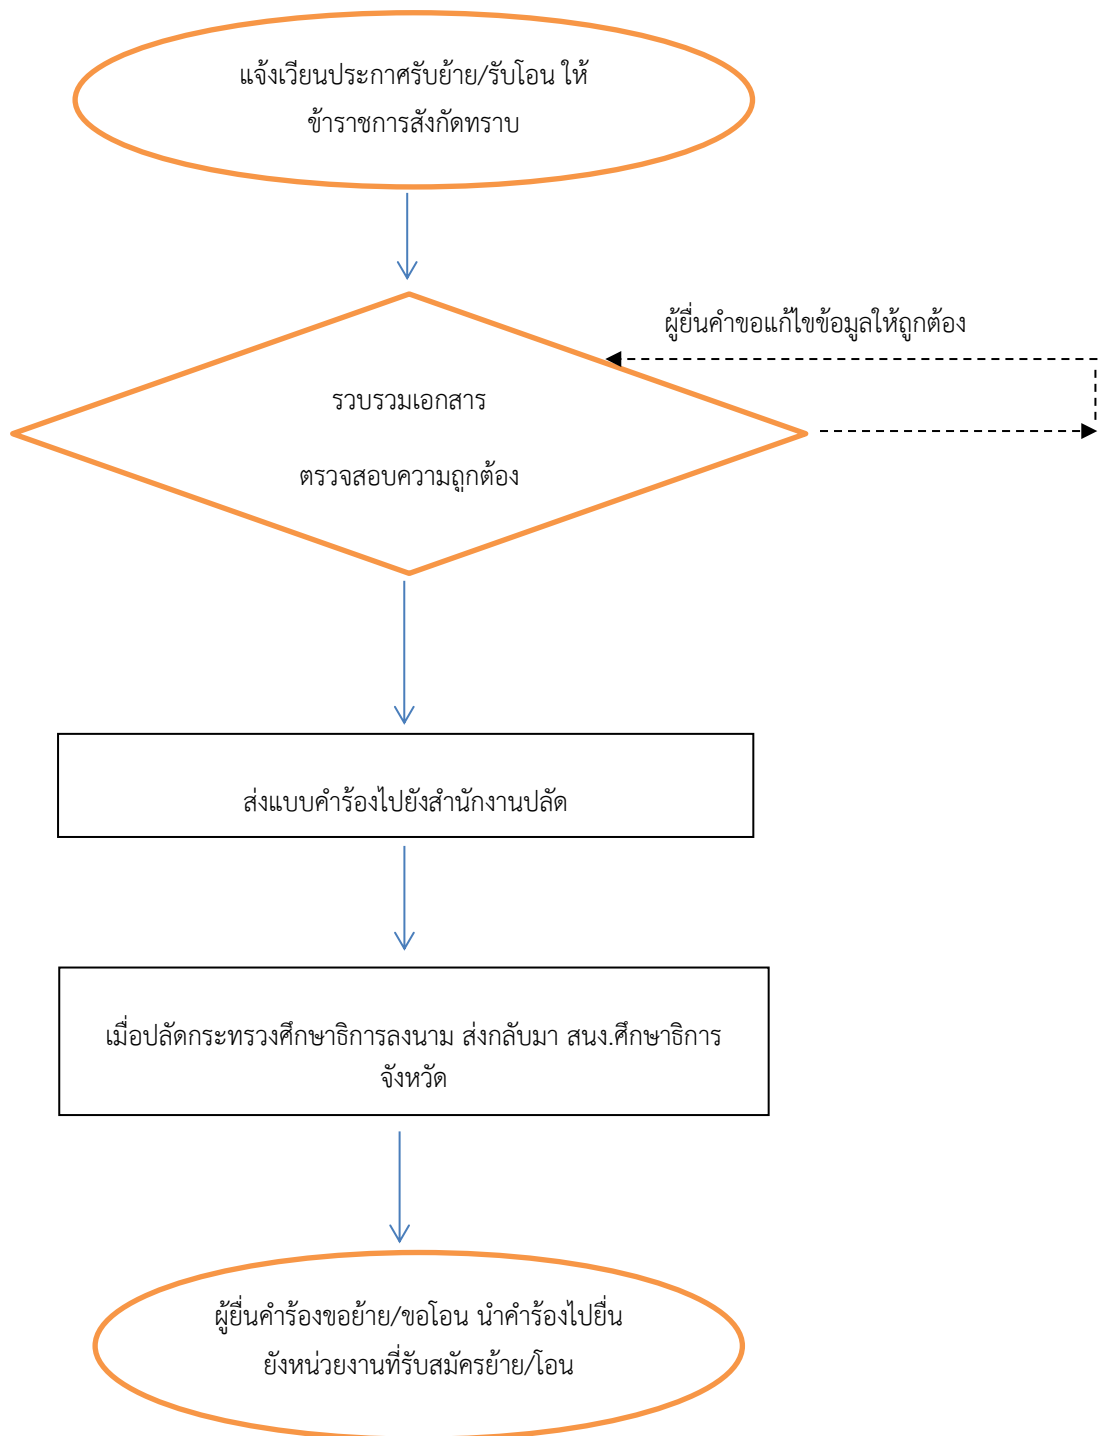 แจ้งเวียนประกาศรับย้าย/รับโอน ให้
ข้าราชการสังกัดทราบ
ผู้ยื่นคำขอแก้ไขข้อมูลให้ถูกต้อง
รวบรวมเอกสาร
ตรวจสอบความถูกต้อง
ส่งแบบคำร้องไปยังสำนักงานปลัด
เมื่อปลัดกระทรวงศึกษาธิการลงนาม ส่งกลับมา สนง.ศึกษาธิการ
จังหวัด
ผู้ยื่นคำร้องขอย้าย/ขอโอน นำคำร้องไปยื่น
ยังหน่วยงานที่รับสมัครย้าย/โอน